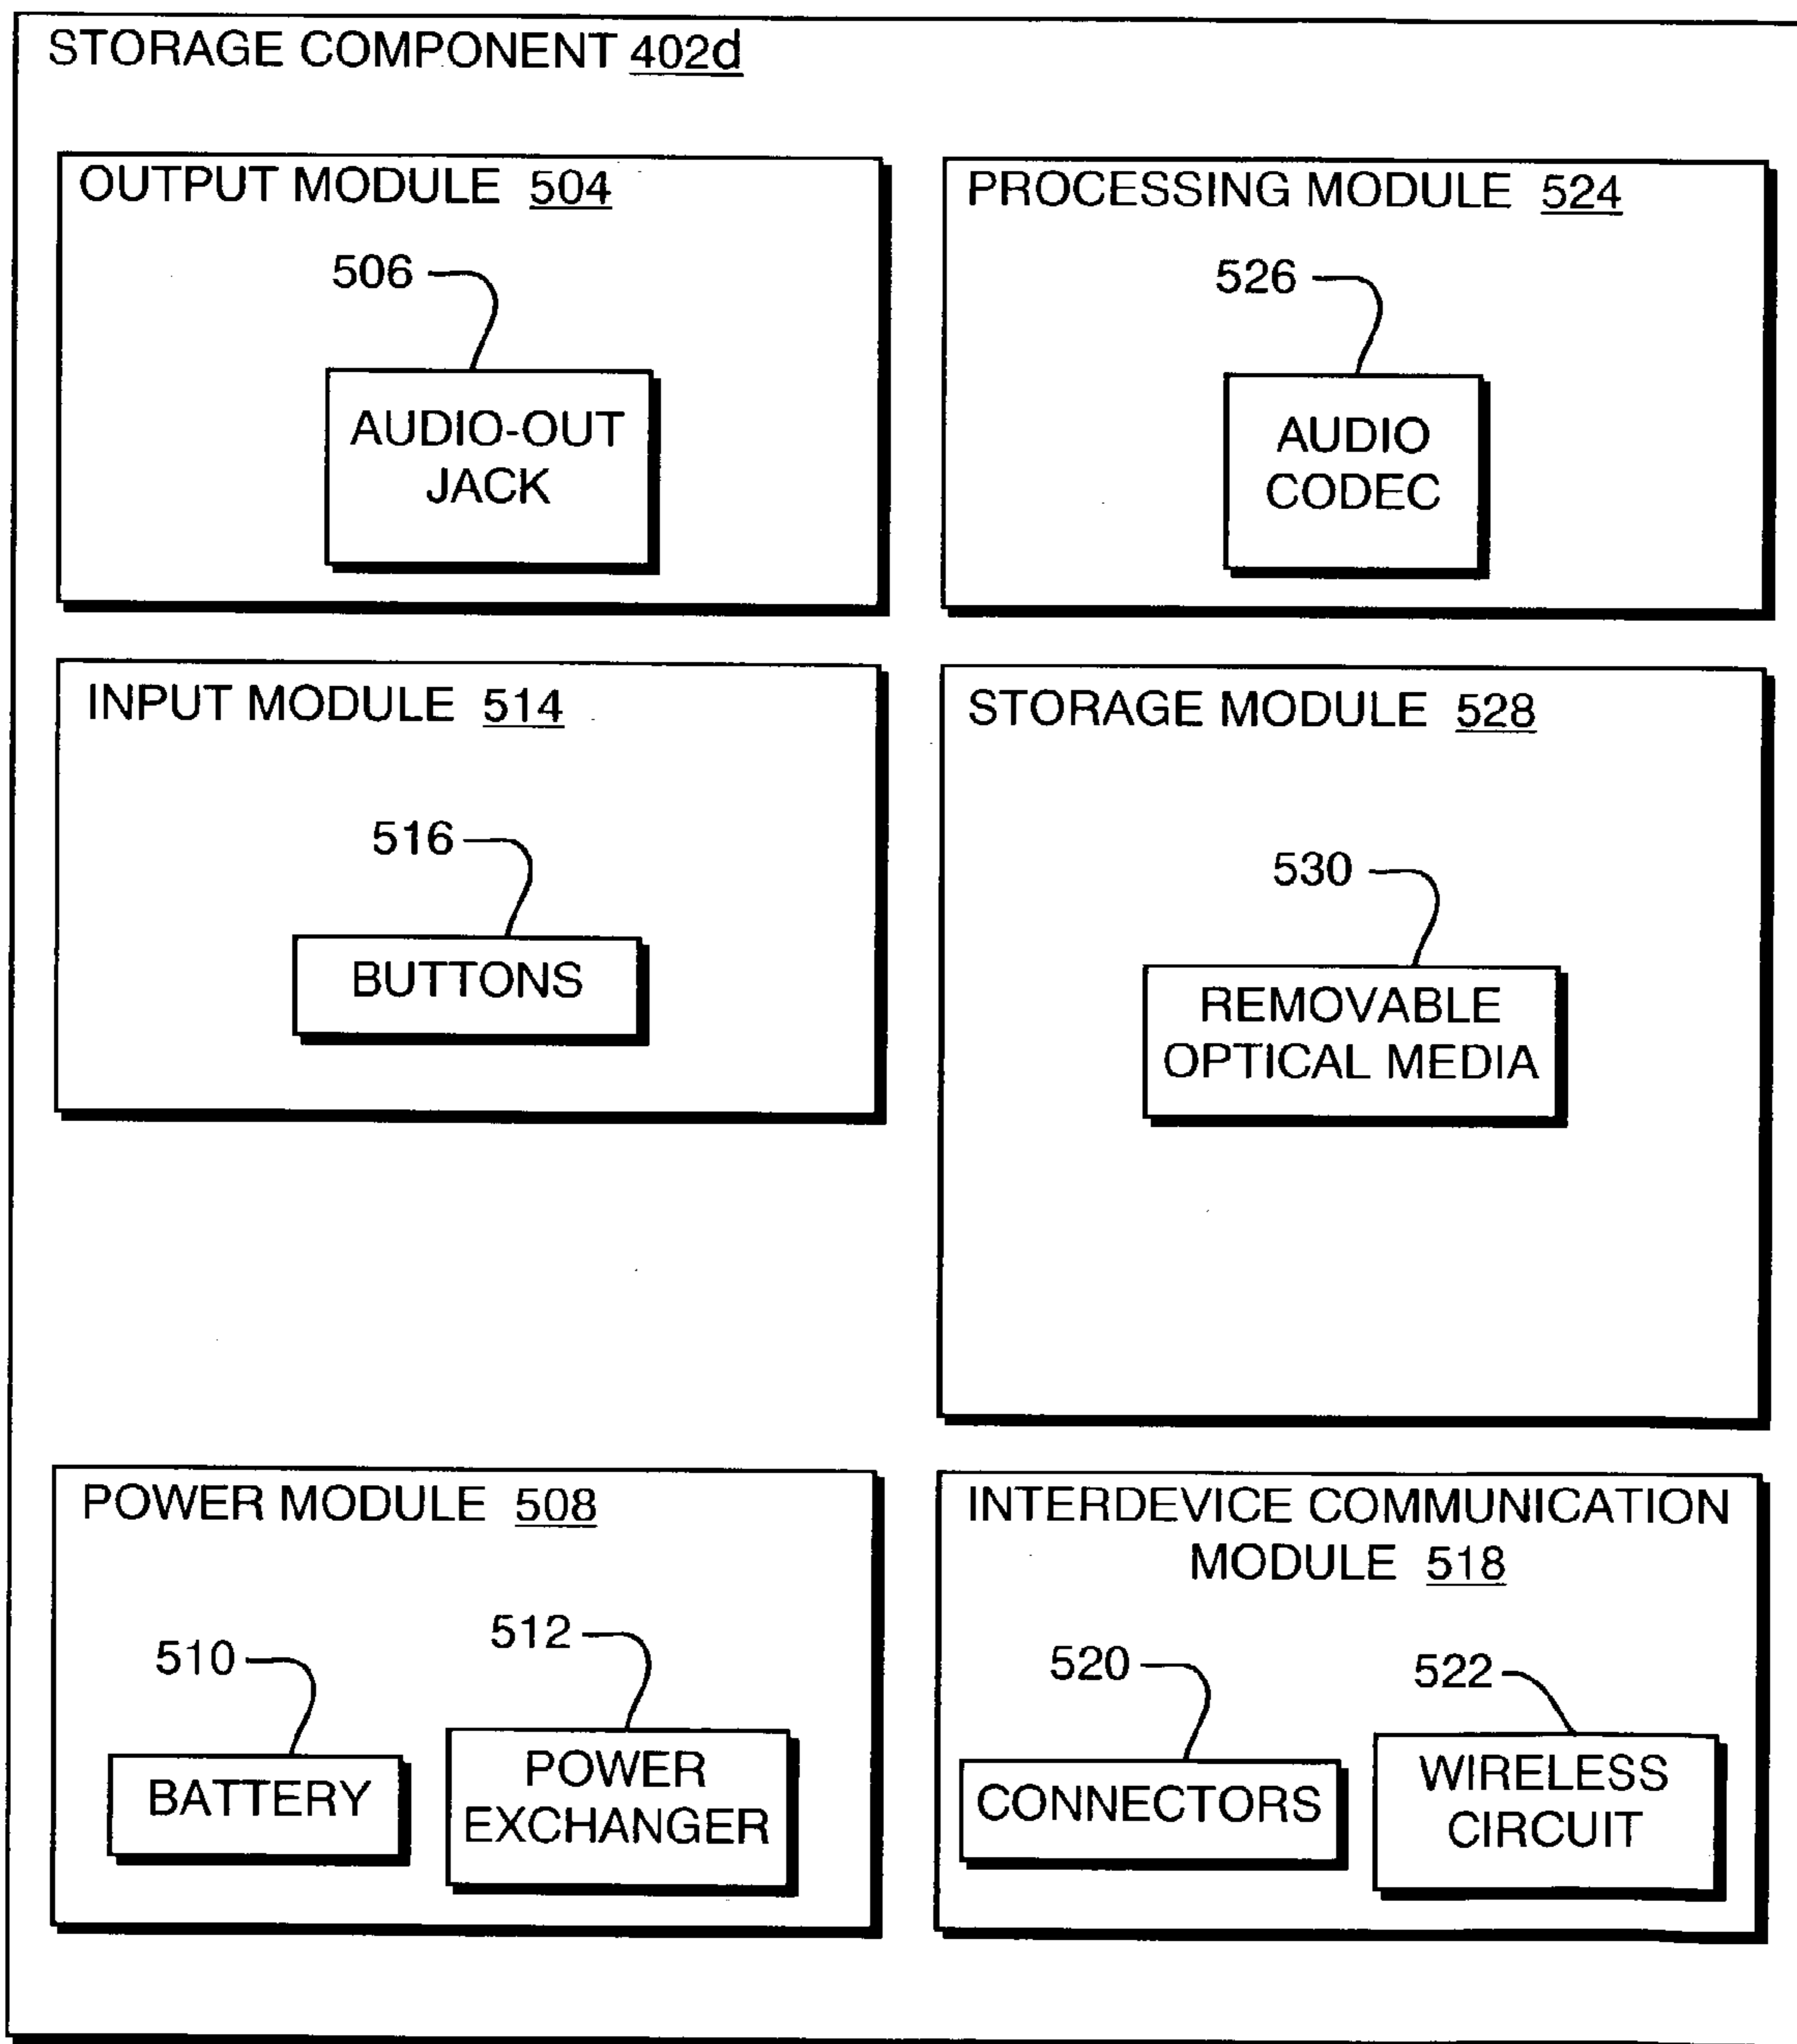 STORAGE COMPONENT 402d
OUTPUT MODULE 504
506
AUDIO-OUT
JACK
PROCESSING MODULE 524
526
AUDIO
CODEC
INPUT MODULE 514
516
BUTTONS
STORAGE MODULE 528
530
REMOVABLE
OPTICAL MEDIA
POWER MODULE 508
510
BATTERY
512
POWER
EXCHANGER
INTERDEVICE COMMUNICATION
MODULE 518
520
CONNECTORS
522
WIRELESS
CIRCUIT